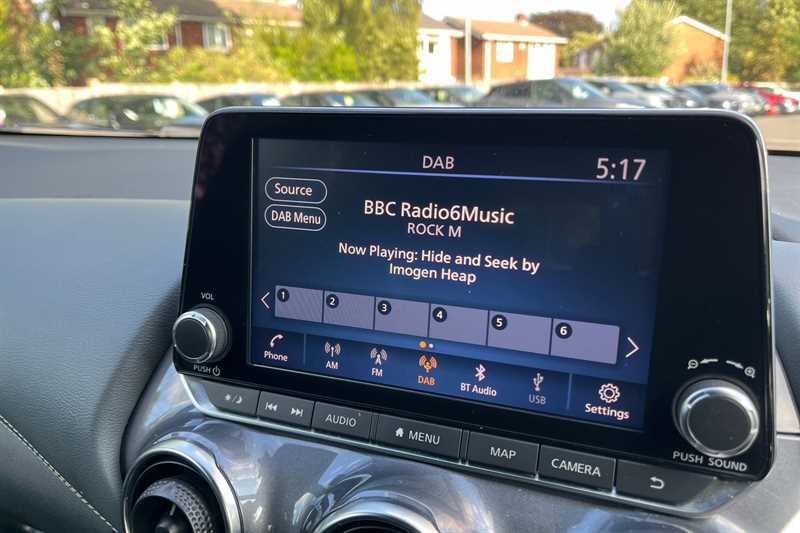 DAB
5:17
Source
DAB Menu
BBC Radio6Music
ROCK M
Now Playing: Hide and Seek by
Imogen Heap
1 2 3 4 5 6
Phone
AM
FM
DAB
BT Audio
USB
Settings
VOL
PUSH
AUDIO
MENU
MAP
CAMERA
PUSH SOUND